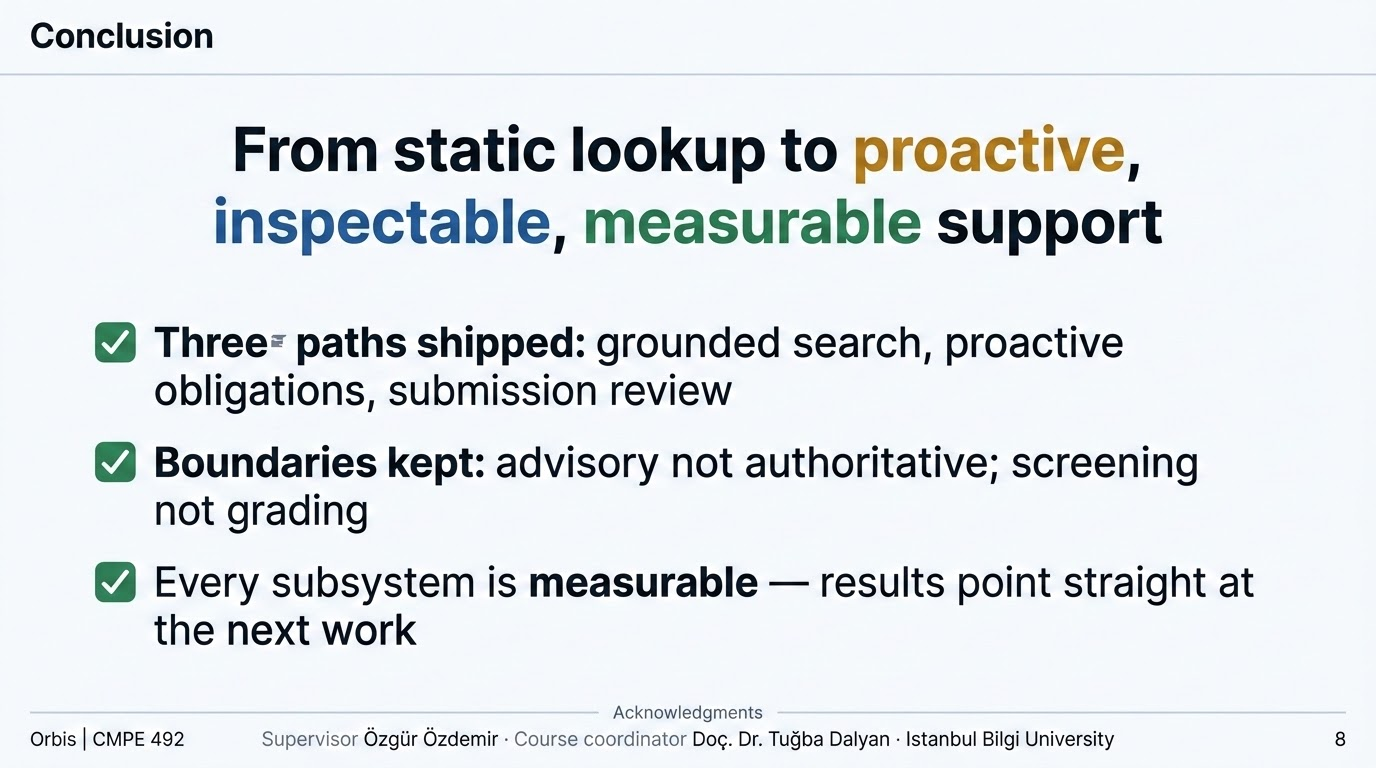 Conclusion
From static lookup to proactive,
inspectable, measurable support
Three paths shipped: grounded search, proactive
obligations, submission review
Boundaries kept: advisory not authoritative; screening
not grading
Every subsystem is measurable — results point straight at
the next work
Acknowledgments
Orbis | CMPE 492
Supervisor Özgür Özdemir · Course coordinator Doç. Dr. Tuğba Dalyan · Istanbul Bilgi University
8